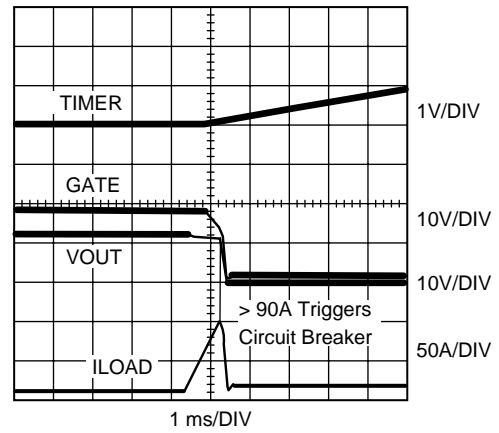 TIMER
1V/DIV
GATE
10V/DIV
VOUT
10V/DIV
> 90A Triggers
Circuit Breaker
50A/DIV
ILOAD
1 ms/DIV